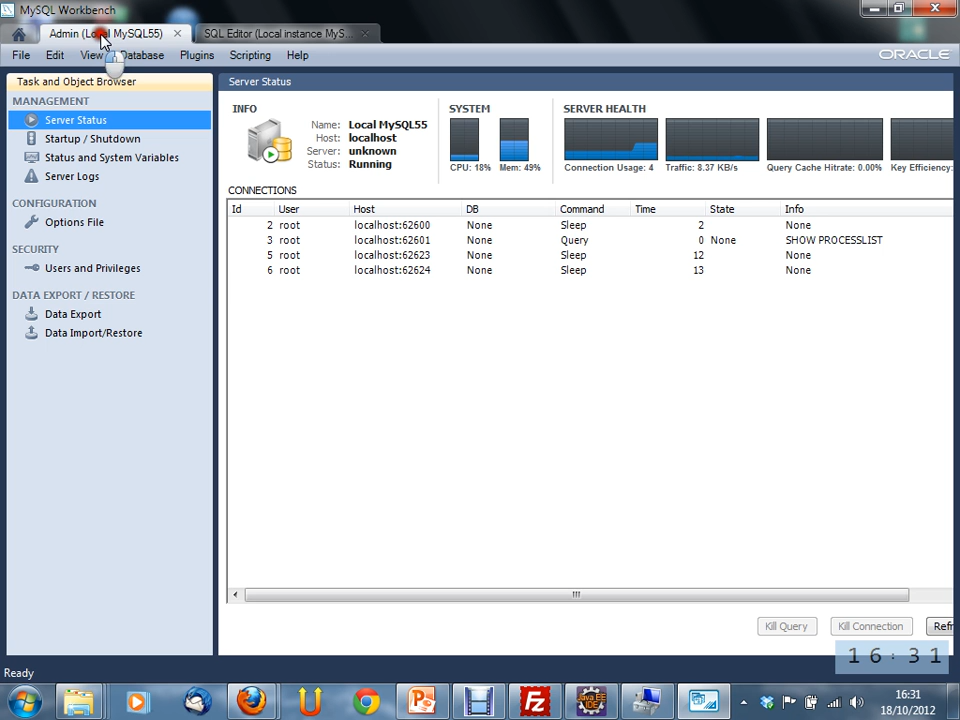 MySQL Workbench
Admin (Local MySQL55)
SQL Editor (Local instance MyS...
File Edit View Database Plugins Scripting Help
ORACLE
Task and Object Browser
MANAGEMENT
Server Status
Startup / Shutdown
Status and System Variables
Server Logs
CONFIGURATION
Options File
SECURITY
Users and Privileges
DATA EXPORT / RESTORE
Data Export
Data Import/Restore
Server Status
INFO
Name: Local MySQL55
Host: localhost
Server: unknown
Status: Running
SYSTEM
CPU: 18% Mem: 49%
SERVER HEALTH
Connection Usage: 4 Traffic: 8.37 KB/s Query Cache Hitrate: 0.00% Key Efficiency:
CONNECTIONS
Id User Host DB Command Time State Info
2 root localhost:62600 None Sleep 2 None
3 root localhost:62601 None Query 0 None SHOW PROCESSLIST
5 root localhost:62623 None Sleep 12 None
6 root localhost:62624 None Sleep 13 None
Kill Query Kill Connection Refr
16:31
Ready
16:31
18/10/2012